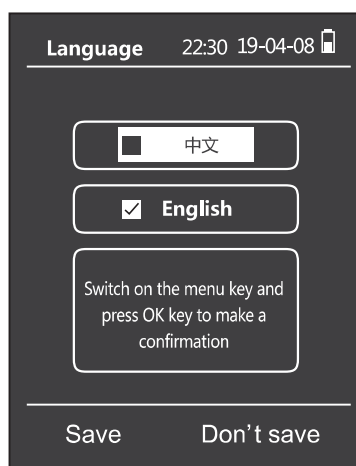 Language 22:30 19-04-08
中文
English
Switch on the menu key and
press OK key to make a
confirmation
Save Don't save